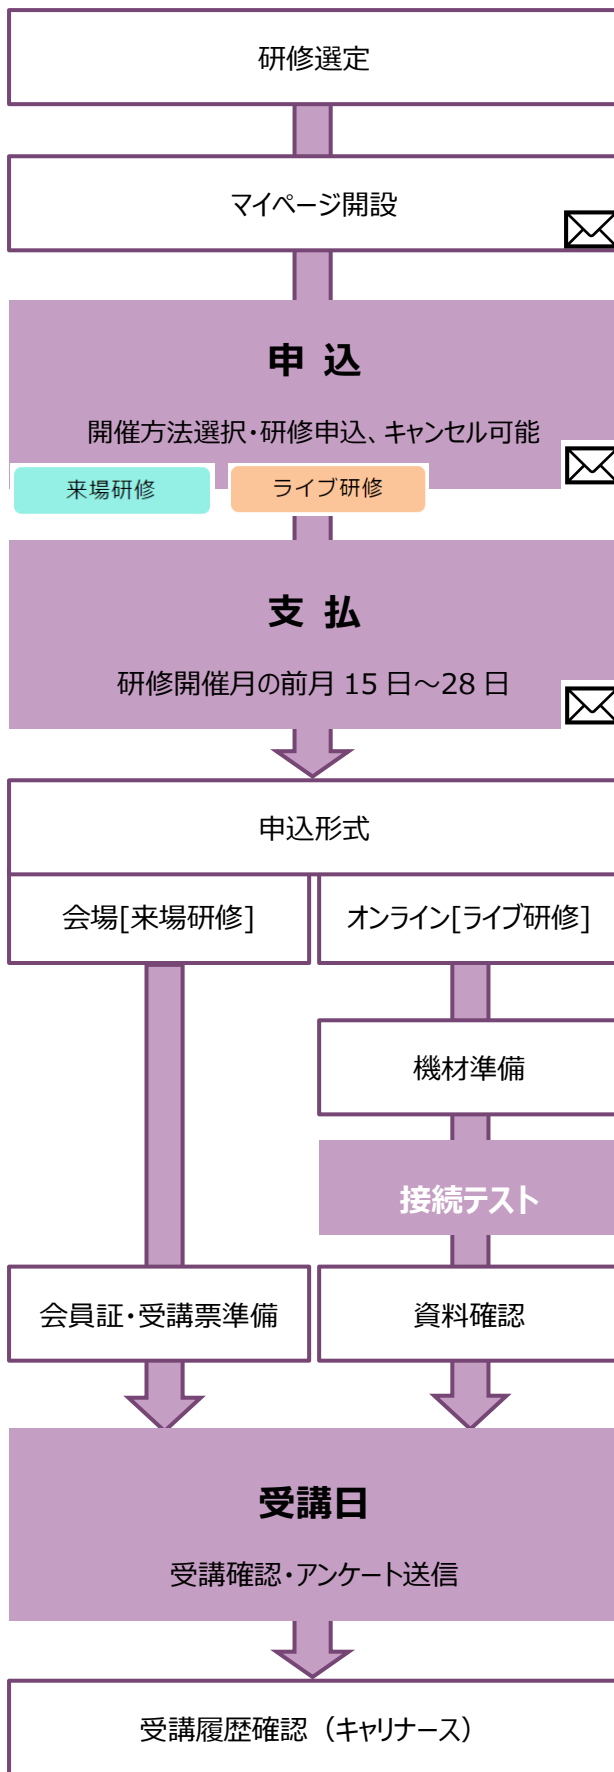 研修選定
マイページ開設
申 込
開催方法選択・研修申込、キャンセル可能
来場研修
ライブ研修
支 払
研修開催月の前月 15 日～28 日
申込形式
会場[来場研修]
オンライン[ライブ研修]
機材準備
接続テスト
会員証・受講票準備
資料確認
受講日
受講確認・アンケート送信
受講履歴確認（キャリナース）